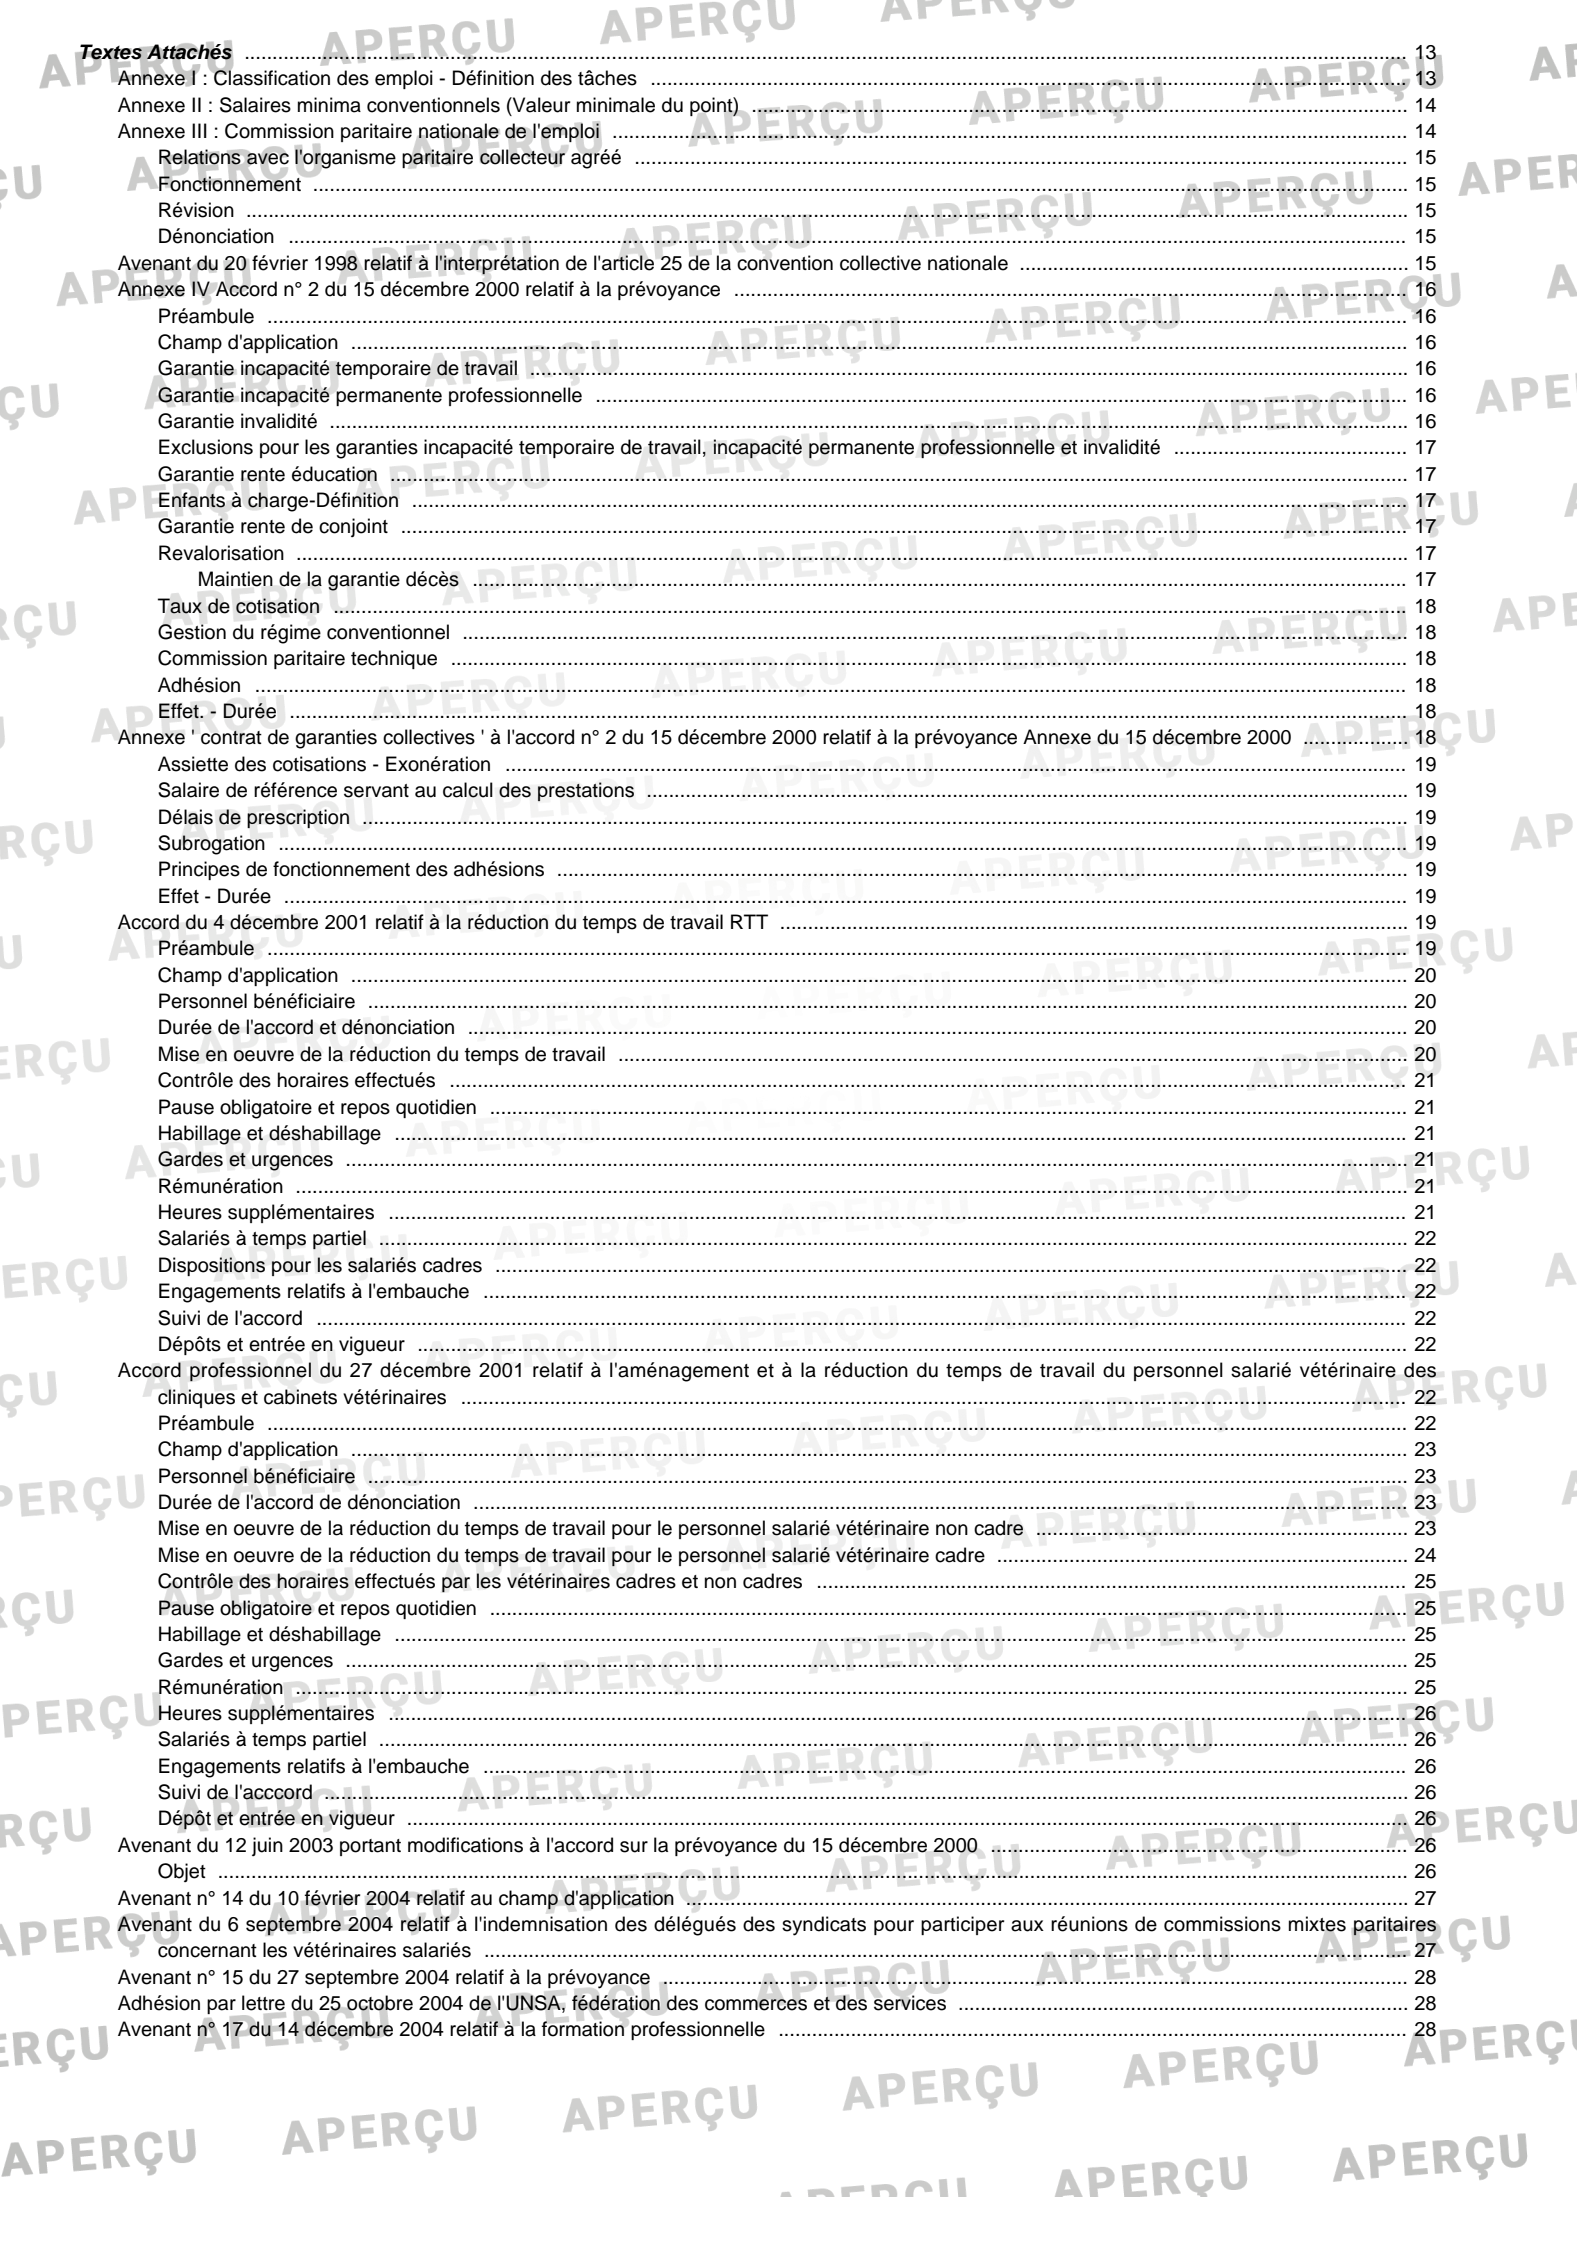 Textes Attachés ........ 13
Annexe I : Classification des emploi - Définition des tâches ........ 13
Annexe II : Salaires minima conventionnels (Valeur minimale du point) ........ 14
Annexe III : Commission paritaire nationale de l'emploi ........ 14
Relations avec l'organisme paritaire collecteur agréé ........ 15
Fonctionnement ........ 15
Révision ........ 15
Dénonciation ........ 15
Avenant du 20 février 1998 relatif à l'interprétation de l'article 25 de la convention collective nationale ........ 15
Annexe IV Accord n° 2 du 15 décembre 2000 relatif à la prévoyance ........ 16
Préambule ........ 16
Champ d'application ........ 16
Garantie incapacité temporaire de travail ........ 16
Garantie incapacité permanente professionnelle ........ 16
Garantie invalidité ........ 16
Exclusions pour les garanties incapacité temporaire de travail, incapacité permanente professionnelle et invalidité ........ 17
Garantie rente éducation ........ 17
Enfants à charge-Définition ........ 17
Garantie rente de conjoint ........ 17
Revalorisation ........ 17
Maintien de la garantie décès ........ 17
Taux de cotisation ........ 18
Gestion du régime conventionnel ........ 18
Commission paritaire technique ........ 18
Adhésion ........ 18
Effet. - Durée ........ 18
Annexe ' contrat de garanties collectives ' à l'accord n° 2 du 15 décembre 2000 relatif à la prévoyance Annexe du 15 décembre 2000 ........ 18
Assiette des cotisations - Exonération ........ 19
Salaire de référence servant au calcul des prestations ........ 19
Délais de prescription ........ 19
Subrogation ........ 19
Principes de fonctionnement des adhésions ........ 19
Effet - Durée ........ 19
Accord du 4 décembre 2001 relatif à la réduction du temps de travail RTT ........ 19
Préambule ........ 19
Champ d'application ........ 20
Personnel bénéficiaire ........ 20
Durée de l'accord et dénonciation ........ 20
Mise en oeuvre de la réduction du temps de travail ........ 20
Contrôle des horaires effectués ........ 21
Pause obligatoire et repos quotidien ........ 21
Habillage et déshabillage ........ 21
Gardes et urgences ........ 21
Rémunération ........ 21
Heures supplémentaires ........ 21
Salariés à temps partiel ........ 22
Dispositions pour les salariés cadres ........ 22
Engagements relatifs à l'embauche ........ 22
Suivi de l'accord ........ 22
Dépôts et entrée en vigueur ........ 22
Accord professionnel du 27 décembre 2001 relatif à l'aménagement et à la réduction du temps de travail du personnel salarié vétérinaire des
cliniques et cabinets vétérinaires ........ 22
Préambule ........ 22
Champ d'application ........ 23
Personnel bénéficiaire ........ 23
Durée de l'accord de dénonciation ........ 23
Mise en oeuvre de la réduction du temps de travail pour le personnel salarié vétérinaire non cadre ........ 23
Mise en oeuvre de la réduction du temps de travail pour le personnel salarié vétérinaire cadre ........ 24
Contrôle des horaires effectués par les vétérinaires cadres et non cadres ........ 25
Pause obligatoire et repos quotidien ........ 25
Habillage et déshabillage ........ 25
Gardes et urgences ........ 25
Rémunération ........ 25
Heures supplémentaires ........ 26
Salariés à temps partiel ........ 26
Engagements relatifs à l'embauche ........ 26
Suivi de l'acccord ........ 26
Dépôt et entrée en vigueur ........ 26
Avenant du 12 juin 2003 portant modifications à l'accord sur la prévoyance du 15 décembre 2000 ........ 26
Objet ........ 26
Avenant n° 14 du 10 février 2004 relatif au champ d'application ........ 27
Avenant du 6 septembre 2004 relatif à l'indemnisation des délégués des syndicats pour participer aux réunions de commissions mixtes paritaires
concernant les vétérinaires salariés ........ 27
Avenant n° 15 du 27 septembre 2004 relatif à la prévoyance ........ 28
Adhésion par lettre du 25 octobre 2004 de l'UNSA, fédération des commerces et des services ........ 28
Avenant n° 17 du 14 décembre 2004 relatif à la formation professionnelle ........ 28
APERÇU